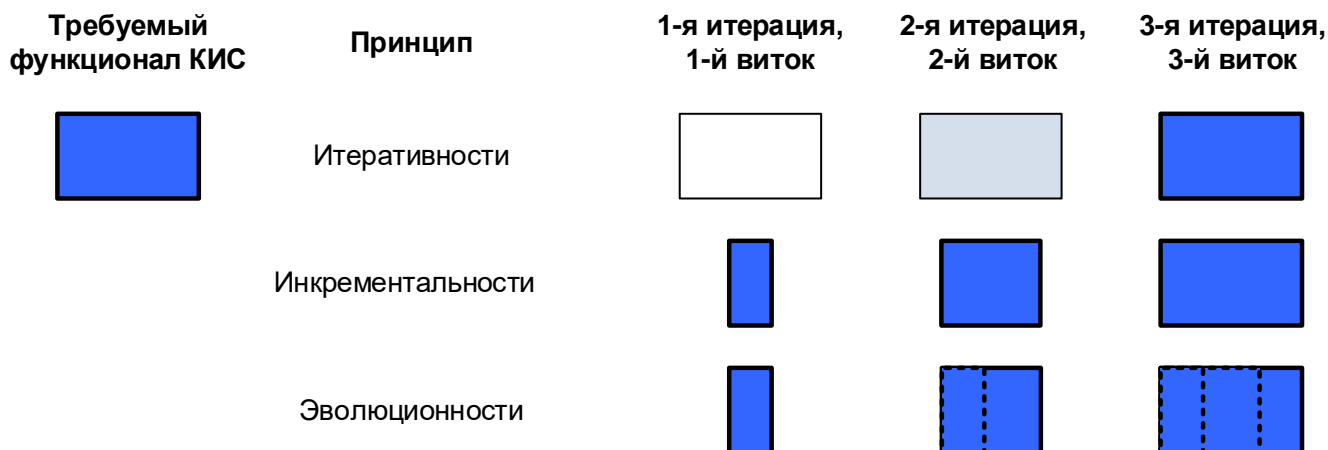 Требуемый
функционал КИС
Принцип
1-я итерация,
1-й виток
2-я итерация,
2-й виток
3-я итерация,
3-й виток
Итеративности
Инкрементальности
Эволюционности